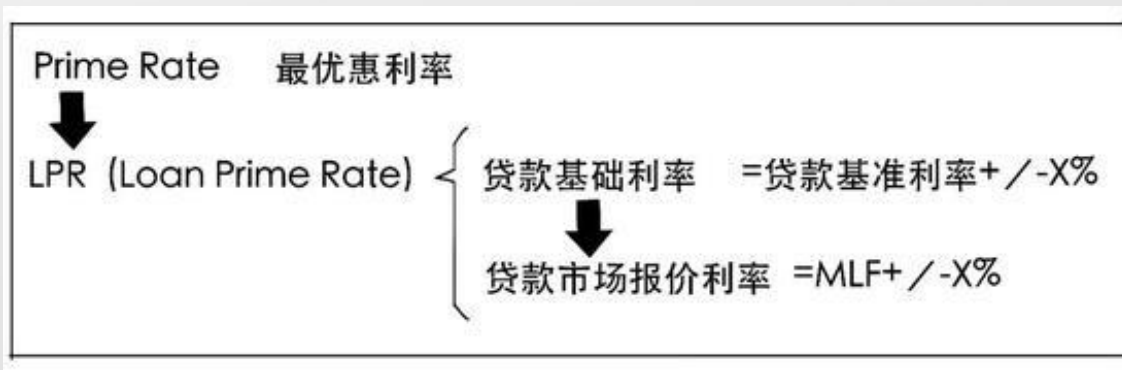 Prime Rate 最优惠利率
LPR (Loan Prime Rate)
贷款基础利率 =贷款基准利率+／-X%
贷款市场报价利率 =MLF+／-X%